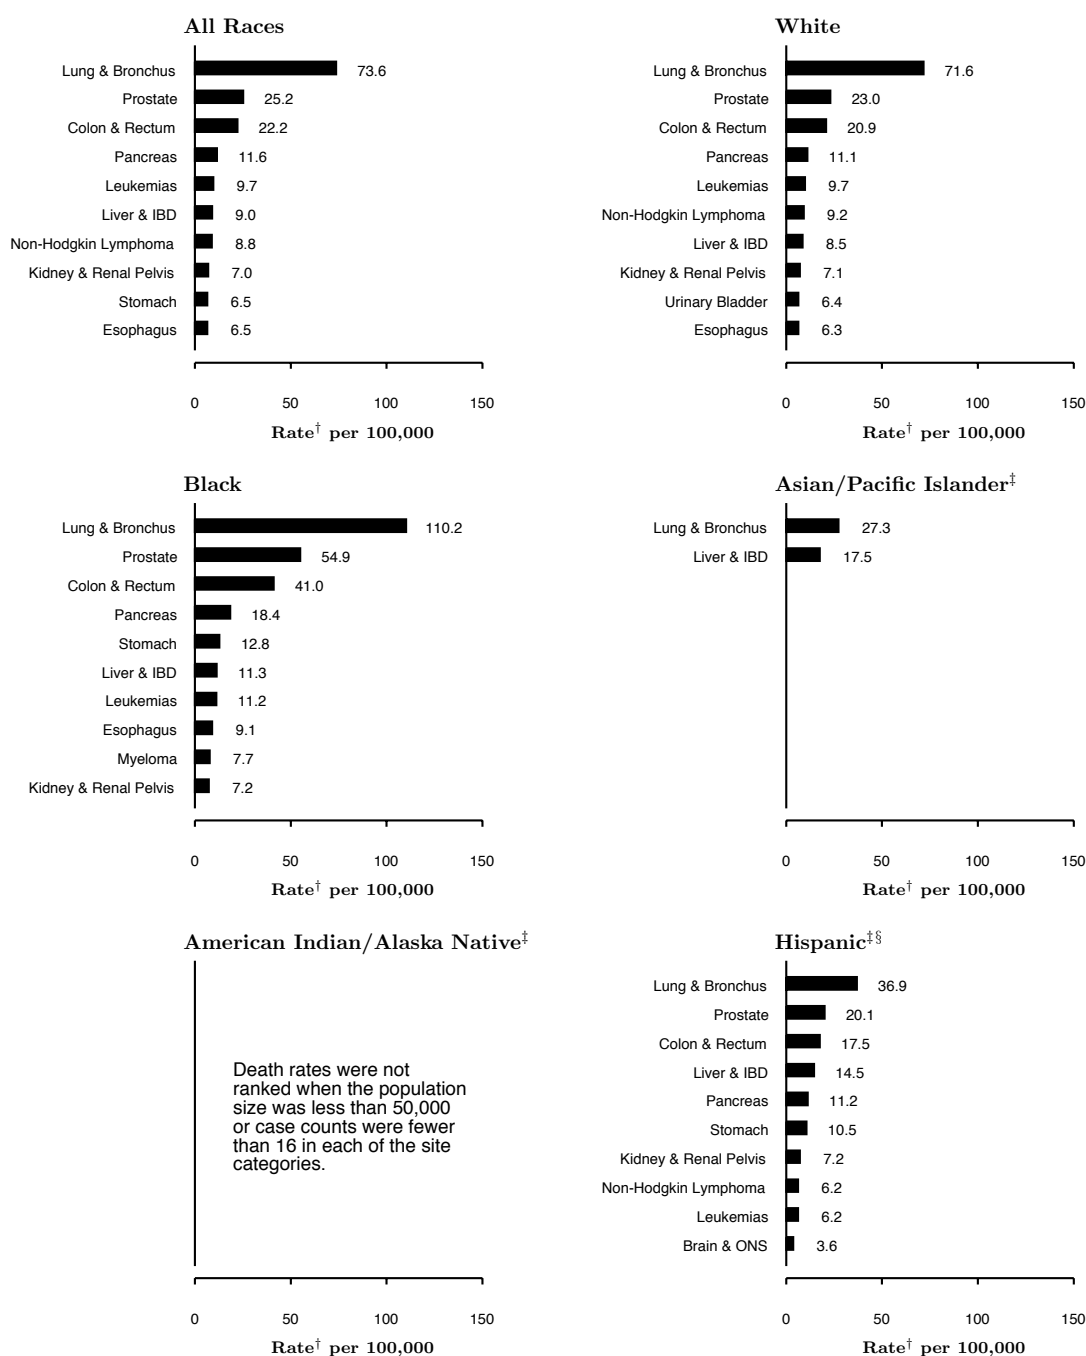 All Races
Lung & Bronchus 73.6
Prostate 25.2
Colon & Rectum 22.2
Pancreas 11.6
Leukemias 9.7
Liver & IBD 9.0
Non-Hodgkin Lymphoma 8.8
Kidney & Renal Pelvis 7.0
Stomach 6.5
Esophagus 6.5
0 50 100 150
Rate† per 100,000
White
Lung & Bronchus 71.6
Prostate 23.0
Colon & Rectum 20.9
Pancreas 11.1
Leukemias 9.7
Non-Hodgkin Lymphoma 9.2
Liver & IBD 8.5
Kidney & Renal Pelvis 7.1
Urinary Bladder 6.4
Esophagus 6.3
0 50 100 150
Rate† per 100,000
Black
Lung & Bronchus 110.2
Prostate 54.9
Colon & Rectum 41.0
Pancreas 18.4
Stomach 12.8
Liver & IBD 11.3
Leukemias 11.2
Esophagus 9.1
Myeloma 7.7
Kidney & Renal Pelvis 7.2
0 50 100 150
Rate† per 100,000
Asian/Pacific Islander‡
Lung & Bronchus 27.3
Liver & IBD 17.5
0 50 100 150
Rate† per 100,000
American Indian/Alaska Native‡
Death rates were not
ranked when the population
size was less than 50,000
or case counts were fewer
than 16 in each of the site
categories.
0 50 100 150
Rate† per 100,000
Hispanic‡§
Lung & Bronchus 36.9
Prostate 20.1
Colon & Rectum 17.5
Liver & IBD 14.5
Pancreas 11.2
Stomach 10.5
Kidney & Renal Pelvis 7.2
Non-Hodgkin Lymphoma 6.2
Leukemias 6.2
Brain & ONS 3.6
0 50 100 150
Rate† per 100,000